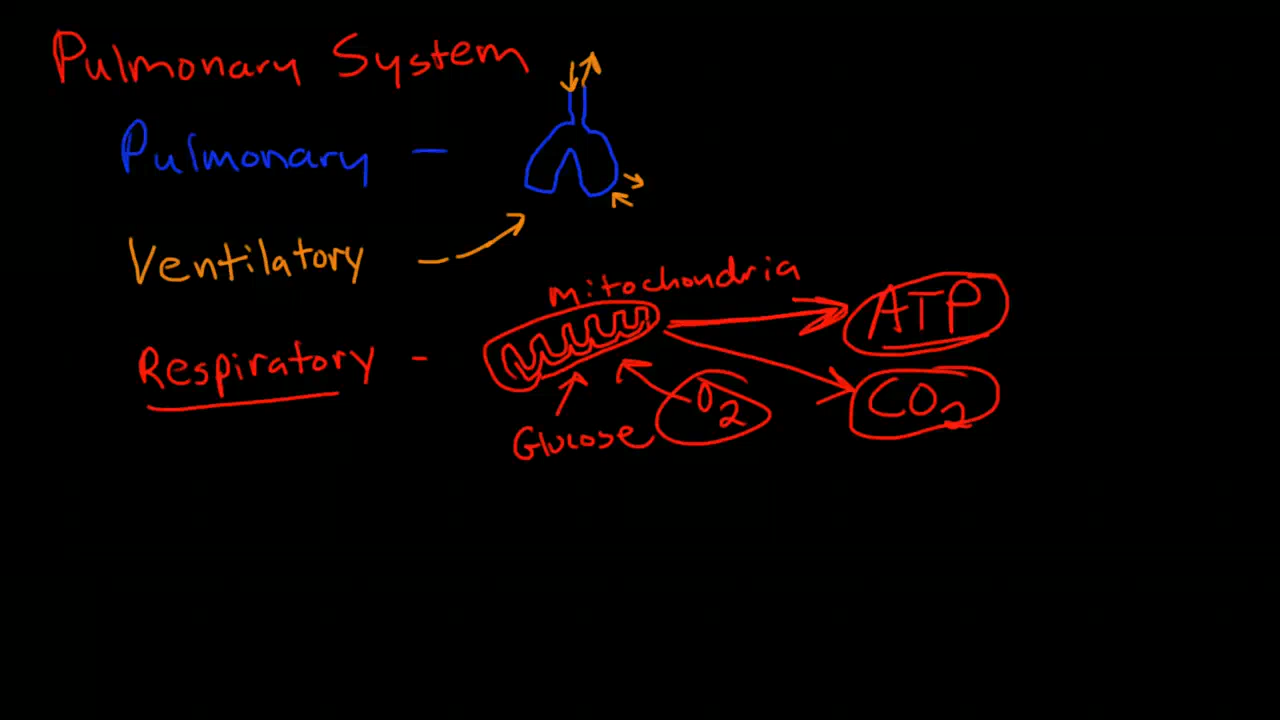 Pulmonary System
Pulmonary -
Ventilatory -
Mitochondria
ATP
Respiratory -
CO2
O2
Glucose